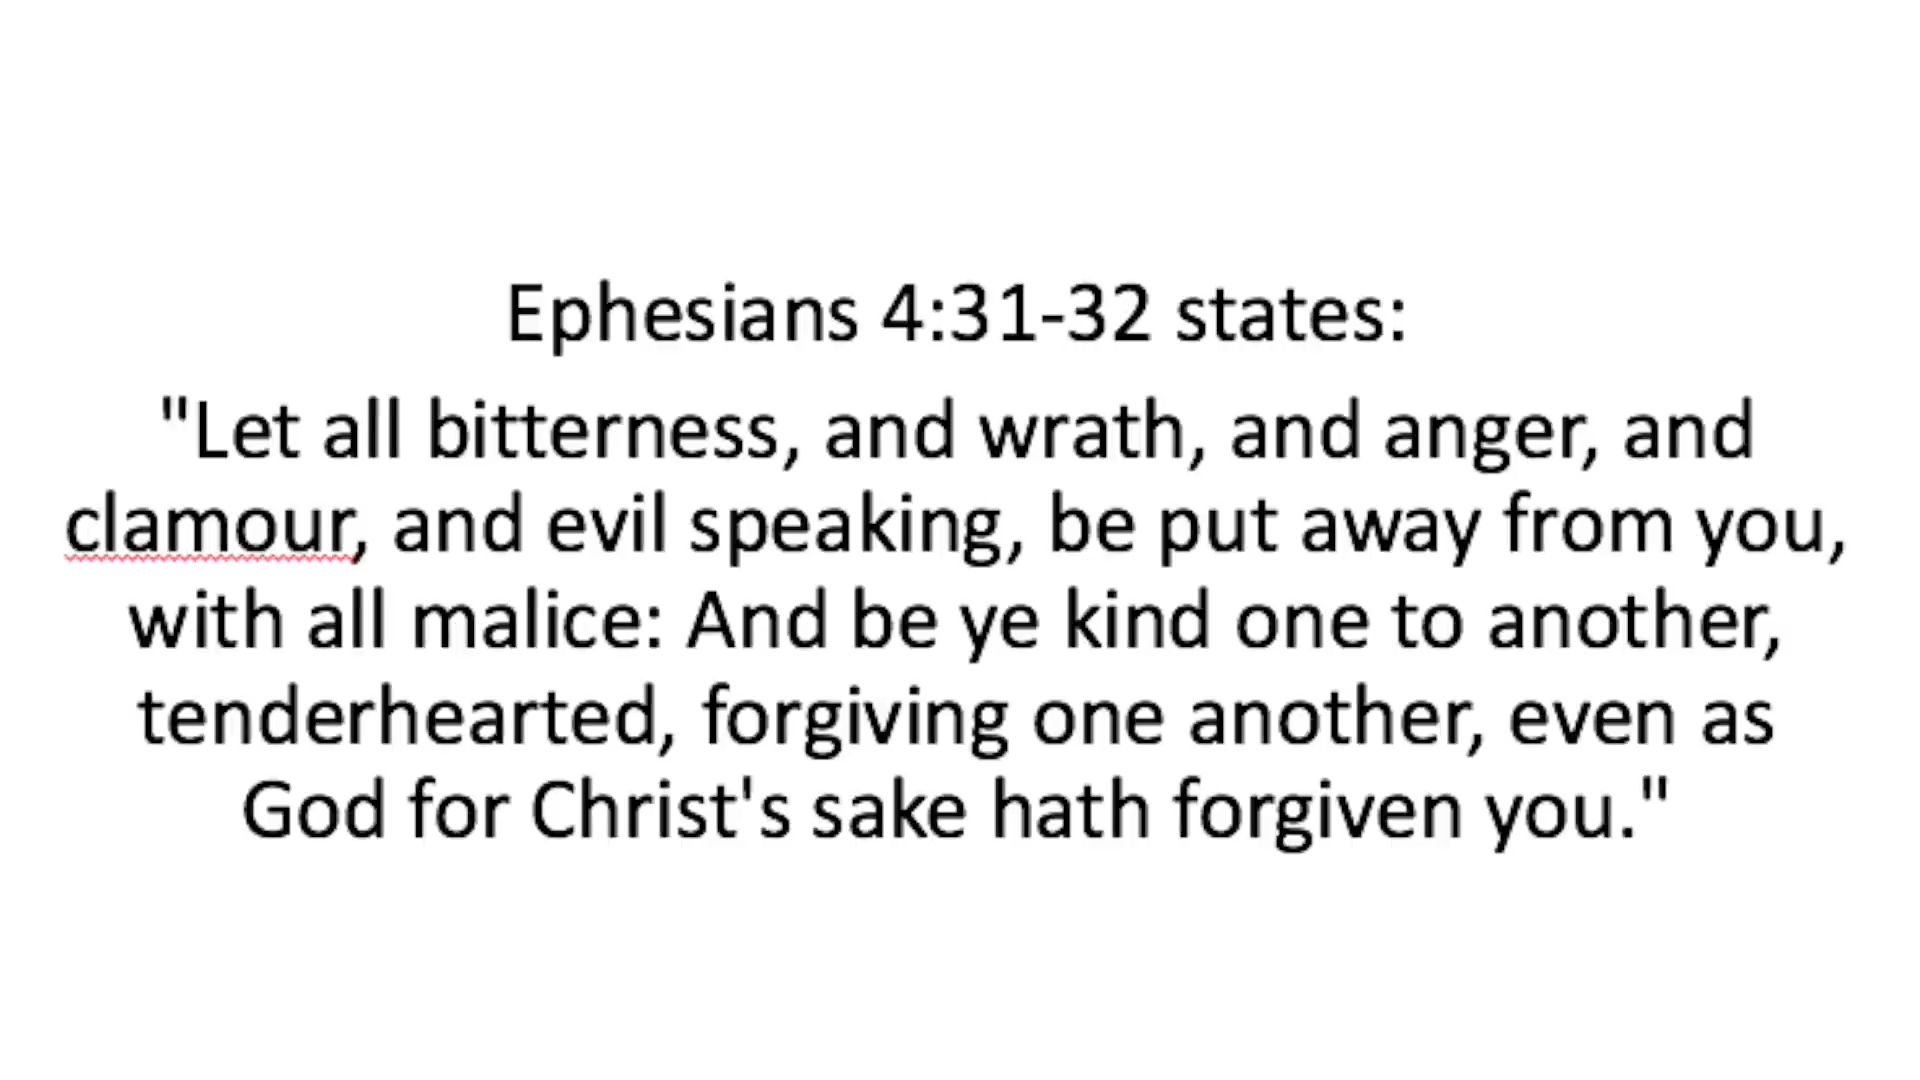 Ephesians 4:31-32 states:
"Let all bitterness, and wrath, and anger, and
clamour, and evil speaking, be put away from you,
with all malice: And be ye kind one to another,
tenderhearted, forgiving one another, even as
God for Christ's sake hath forgiven you."